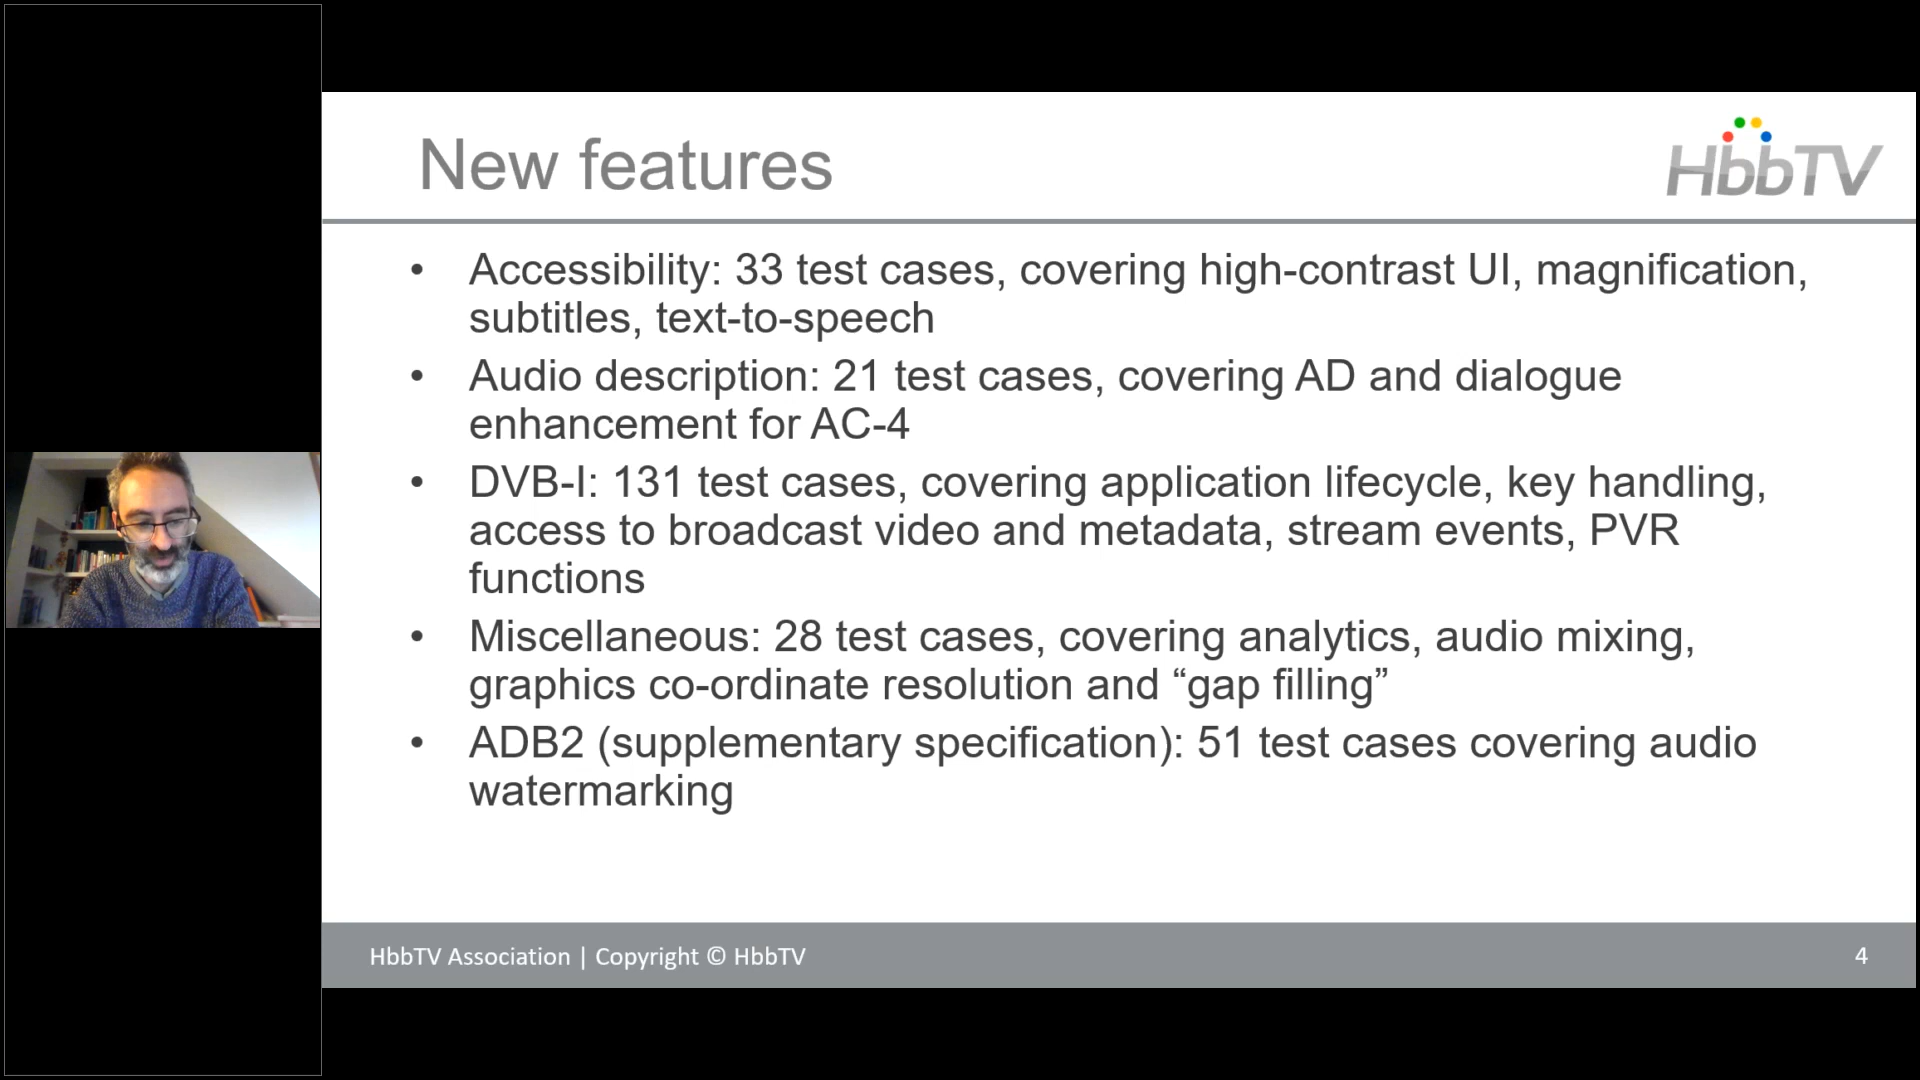 New features
HbbTV
• Accessibility: 33 test cases, covering high-contrast UI, magnification,
subtitles, text-to-speech
• Audio description: 21 test cases, covering AD and dialogue
enhancement for AC-4
• DVB-I: 131 test cases, covering application lifecycle, key handling,
access to broadcast video and metadata, stream events, PVR
functions
• Miscellaneous: 28 test cases, covering analytics, audio mixing,
graphics co-ordinate resolution and “gap filling”
• ADB2 (supplementary specification): 51 test cases covering audio
watermarking
HbbTV Association | Copyright © HbbTV
4